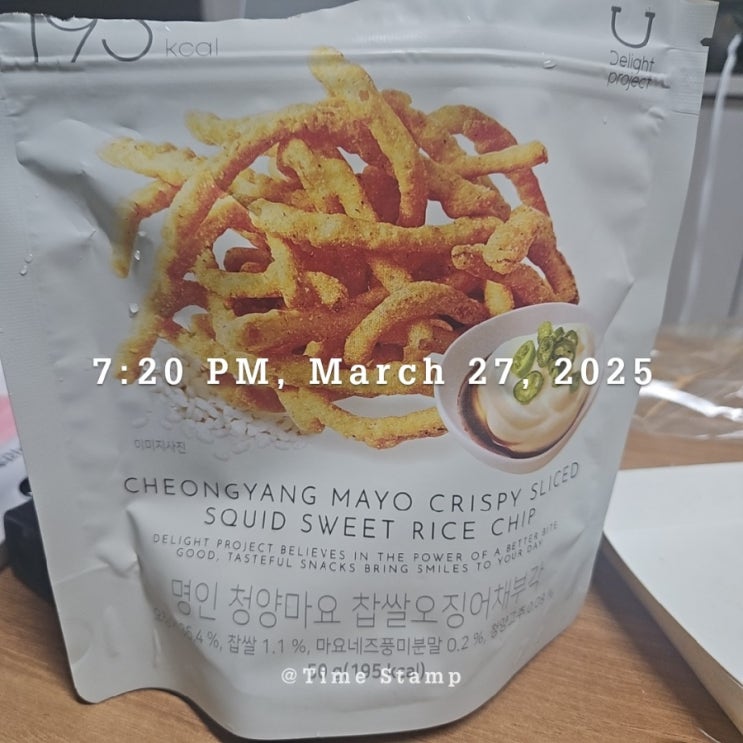 195 kcal
Delight
project
7:20 PM, March 27, 2025
이미지사진
CHEONGYANG MAYO CRISPY SLICED
SQUID SWEET RICE CHIP
DELIGHT PROJECT BELIEVES IN THE POWER OF A BETTER BITE
GOOD, TASTEFUL SNACKS BRING SMILES TO YOUR DAY
명인 청양마요 찹쌀오징어채부각
찹쌀 1.1 %, 마요네즈풍미분말 0.2 %,
50 g(195 kcal)
@Time Stamp